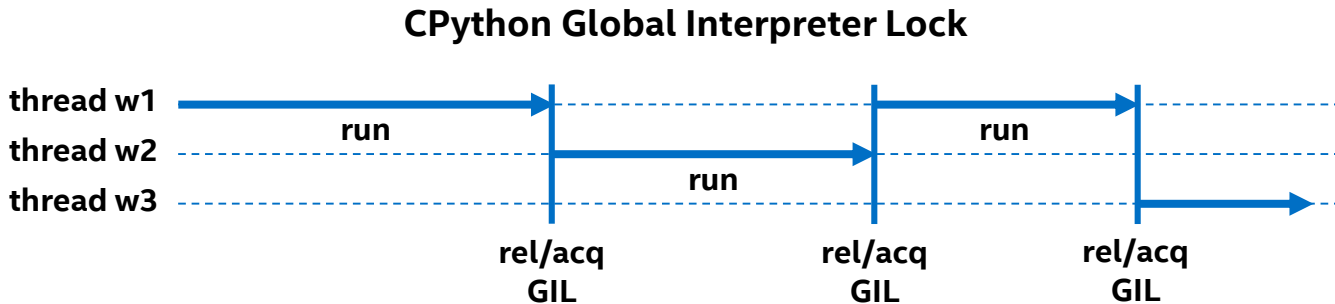 CPython Global Interpreter Lock
thread w1
run
run
thread w2
run
thread w3
rel/acq
GIL
rel/acq
GIL
rel/acq
GIL